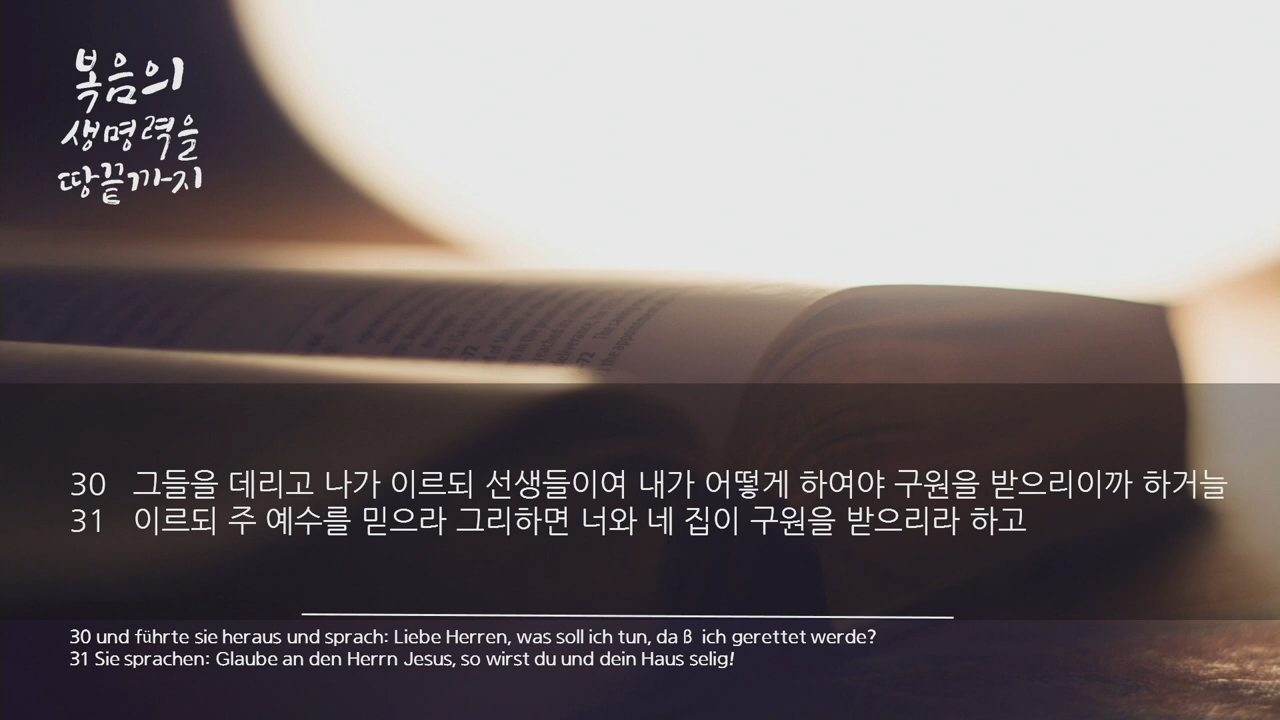 복음의
생명력을
땅끝까지
30 그들을 데리고 나가 이르되 선생들이여 내가 어떻게 하여야 구원을 받으리이까 하거늘
31 이르되 주 예수를 믿으라 그리하면 너와 네 집이 구원을 받으리라 하고
30 und führte sie heraus und sprach: Liebe Herren, was soll ich tun, da ß ich gerettet werde?
31 Sie sprachen: Glaube an den Herrn Jesus, so wirst du und dein Haus selig!